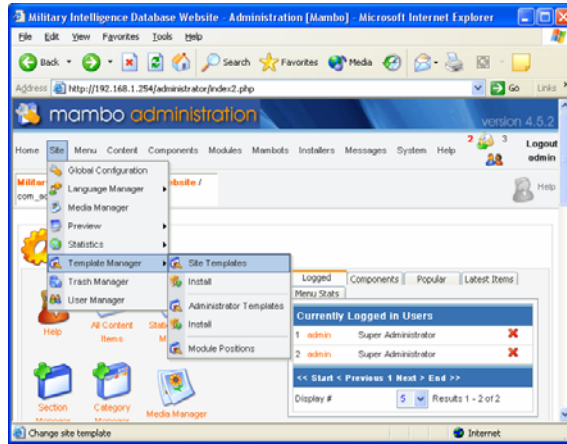 Military Intelligence Database Website - Administration [Mambo] - Microsoft Internet Explorer
File Edit View Favorites Tools Help
Back Search Favorites Media
Address http://192.168.1.254/administrator/index2.php Go Links
mambo administration
version 4.5.2
Home Site Menu Content Components Modules Mambots Installers Messages System Help 2 3 Logout
admin
Global Configuration
Language Manager
Media Manager
Preview
Statistics
Template Manager
Trash Manager
User Manager
Site Templates
Install
Administrator Templates
Install
Module Positions
Help
Logged Components Popular Latest Items
Menu Stats
Currently Logged in Users
1 admin Super Administrator
2 admin Super Administrator
<< Start < Previous 1 Next > End >>
Display # 5 Results 1 - 2 of 2
Help
All Content
Items
Section
Category
Media Manager
Change site template
Internet